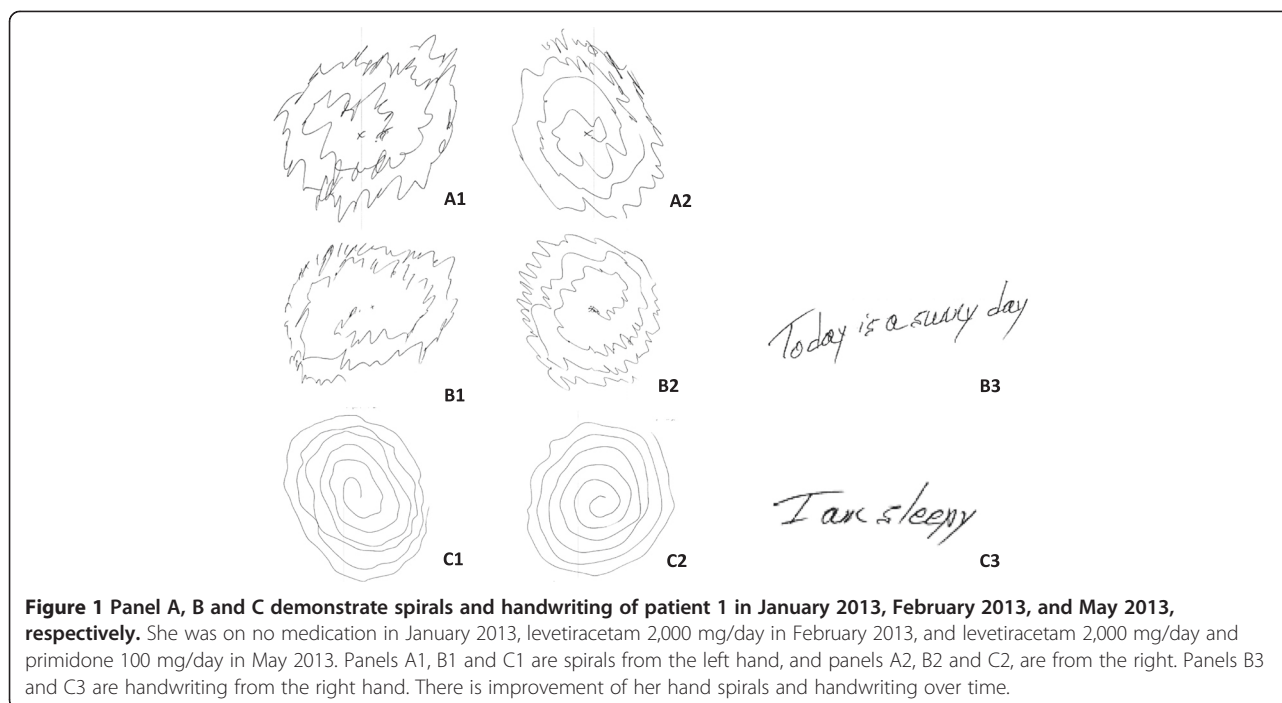 A1
A2
Today is a sunny day
B1
B2
B3
I am sleepy
C1
C2
C3
Figure 1 Panel A, B and C demonstrate spirals and handwriting of patient 1 in January 2013, February 2013, and May 2013,
respectively. She was on no medication in January 2013, levetiracetam 2,000 mg/day in February 2013, and levetiracetam 2,000 mg/day and
primidone 100 mg/day in May 2013. Panels A1, B1 and C1 are spirals from the left hand, and panels A2, B2 and C2, are from the right. Panels B3
and C3 are handwriting from the right hand. There is improvement of her hand spirals and handwriting over time.